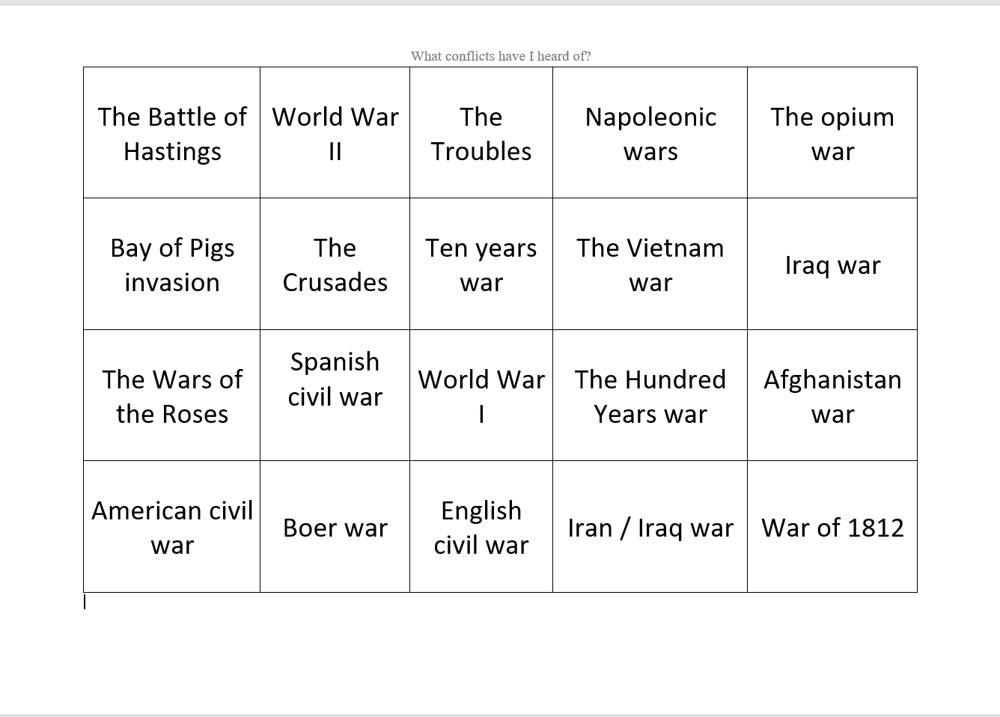 What conflicts have I heard of?
The Battle of
Hastings
World War
II
The
Troubles
Napoleonic
wars
The opium
war
Bay of Pigs
invasion
The
Crusades
Ten years
war
The Vietnam
war
Iraq war
The Wars of
the Roses
Spanish
civil war
World War
I
The Hundred
Years war
Afghanistan
war
American civil
war
Boer war
English
civil war
Iran / Iraq war
War of 1812